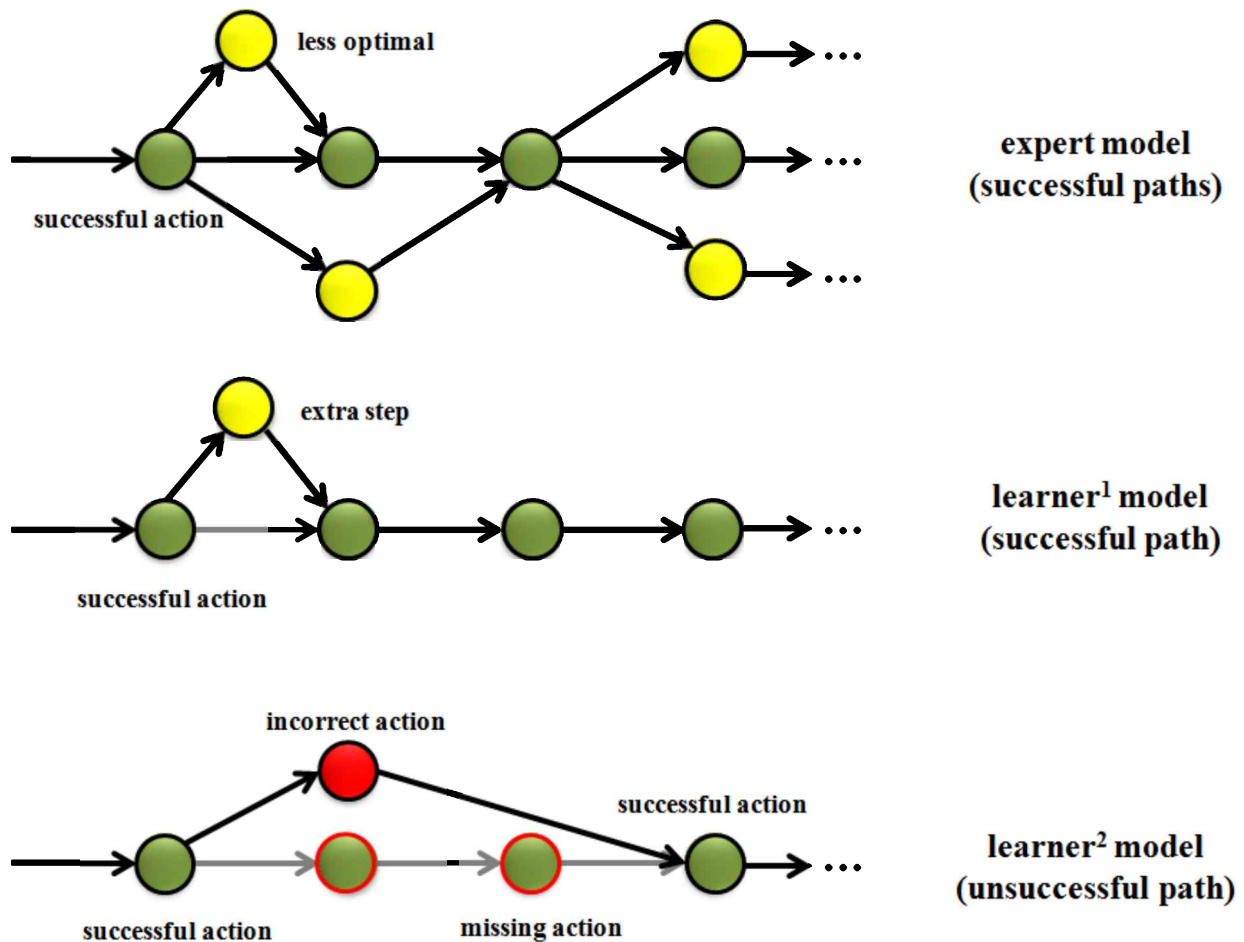 less optimal
...
expert model
(successful paths)
...
successful action
...
extra step
learner¹ model
(successful path)
...
successful action
incorrect action
successful action
learner² model
(unsuccessful path)
...
successful action
missing action